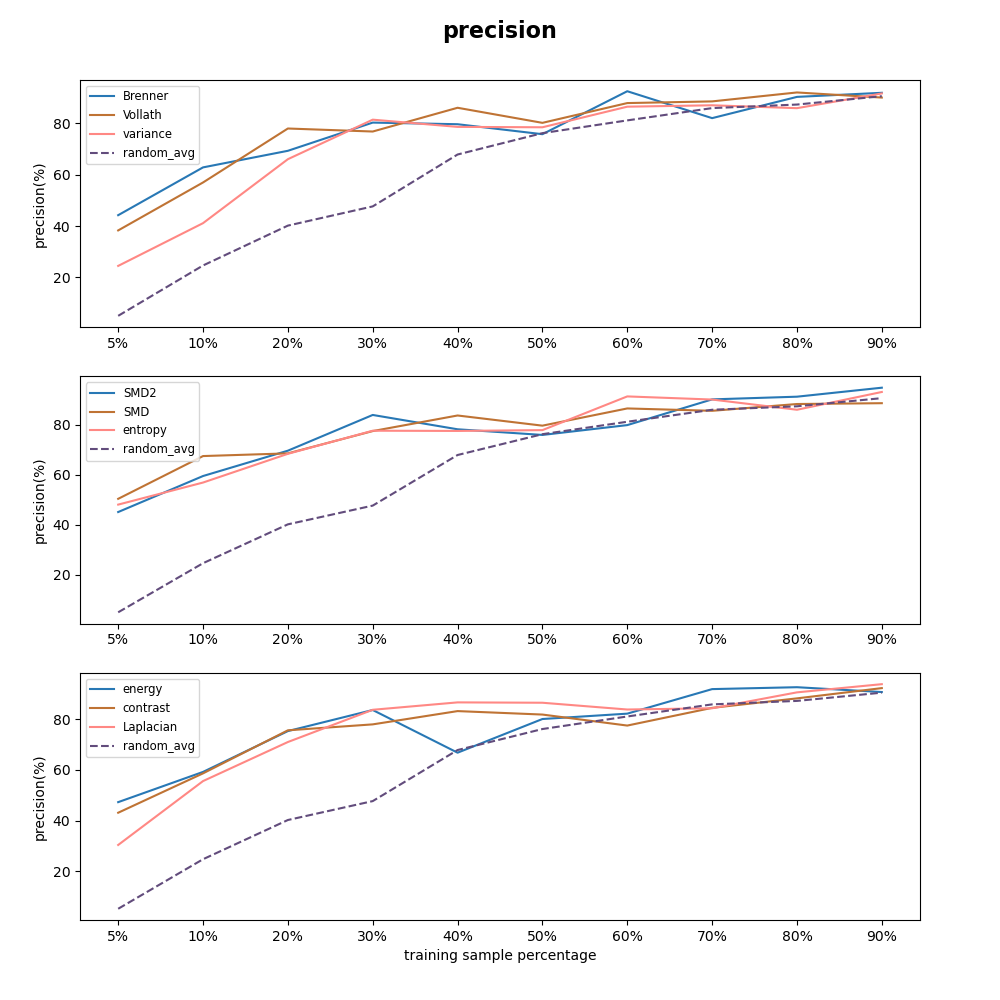 precision
Brenner
Vollath
variance
random_avg
precision(%)
80
60
40
20
5% 10% 20% 30% 40% 50% 60% 70% 80% 90%
SMD2
SMD
entropy
random_avg
precision(%)
80
60
40
20
5% 10% 20% 30% 40% 50% 60% 70% 80% 90%
energy
contrast
Laplacian
random_avg
precision(%)
80
60
40
20
5% 10% 20% 30% 40% 50% 60% 70% 80% 90%
training sample percentage